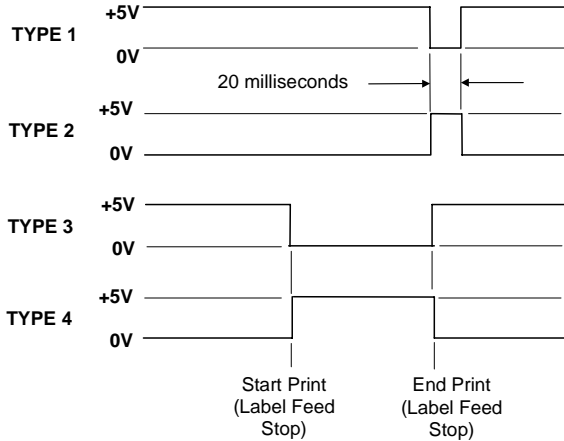 +5V
TYPE 1
0V
20 milliseconds
+5V
TYPE 2
0V
+5V
TYPE 3
0V
+5V
TYPE 4
0V
Start Print
(Label Feed
Stop)
End Print
(Label Feed
Stop)